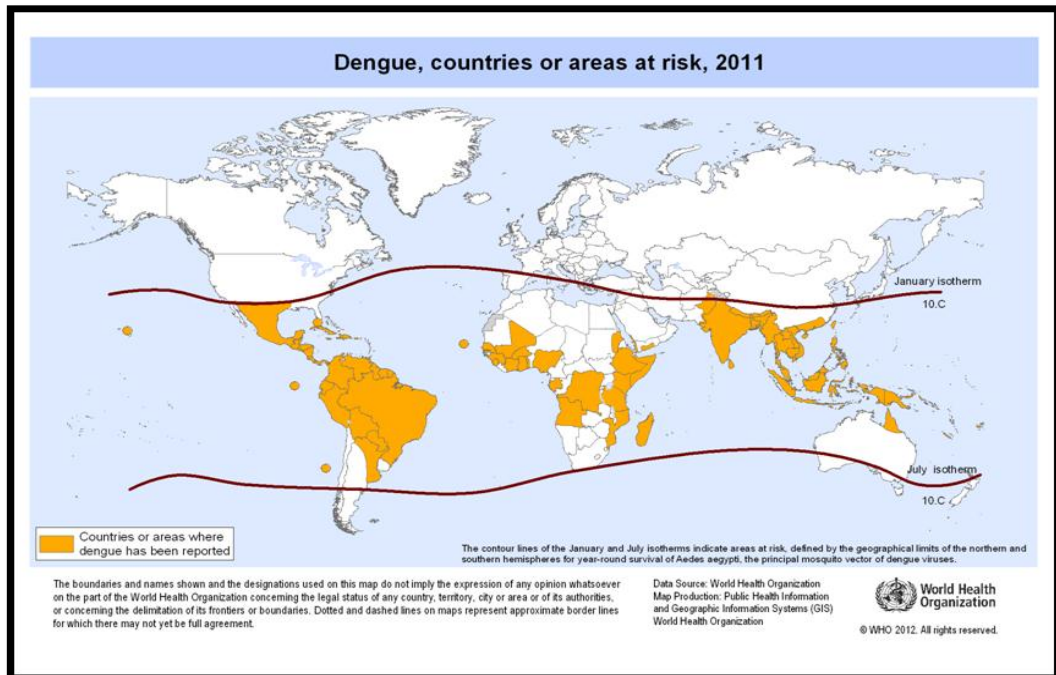 Dengue, countries or areas at risk, 2011
January isotherm
10.C
July isotherm
10.C
Countries or areas where
dengue has been reported
The contour lines of the January and July isotherms indicate areas at risk, defined by the geographical limits of the northern and
southern hemispheres for year-round survival of Aedes aegypti, the principal mosquito vector of dengue viruses.
The boundaries and names shown and the designations used on this map do not imply the expression of any opinion whatsoever
on the part of the World Health Organization concerning the legal status of any country, territory, city or area or of its authorities,
or concerning the delimitation of its frontiers or boundaries. Dotted and dashed lines on maps represent approximate border lines
for which there may not yet be full agreement.
Data Source: World Health Organization
Map Production: Public Health Information
and Geographic Information Systems (GIS)
World Health Organization
World Health
Organization
© WHO 2012. All rights reserved.